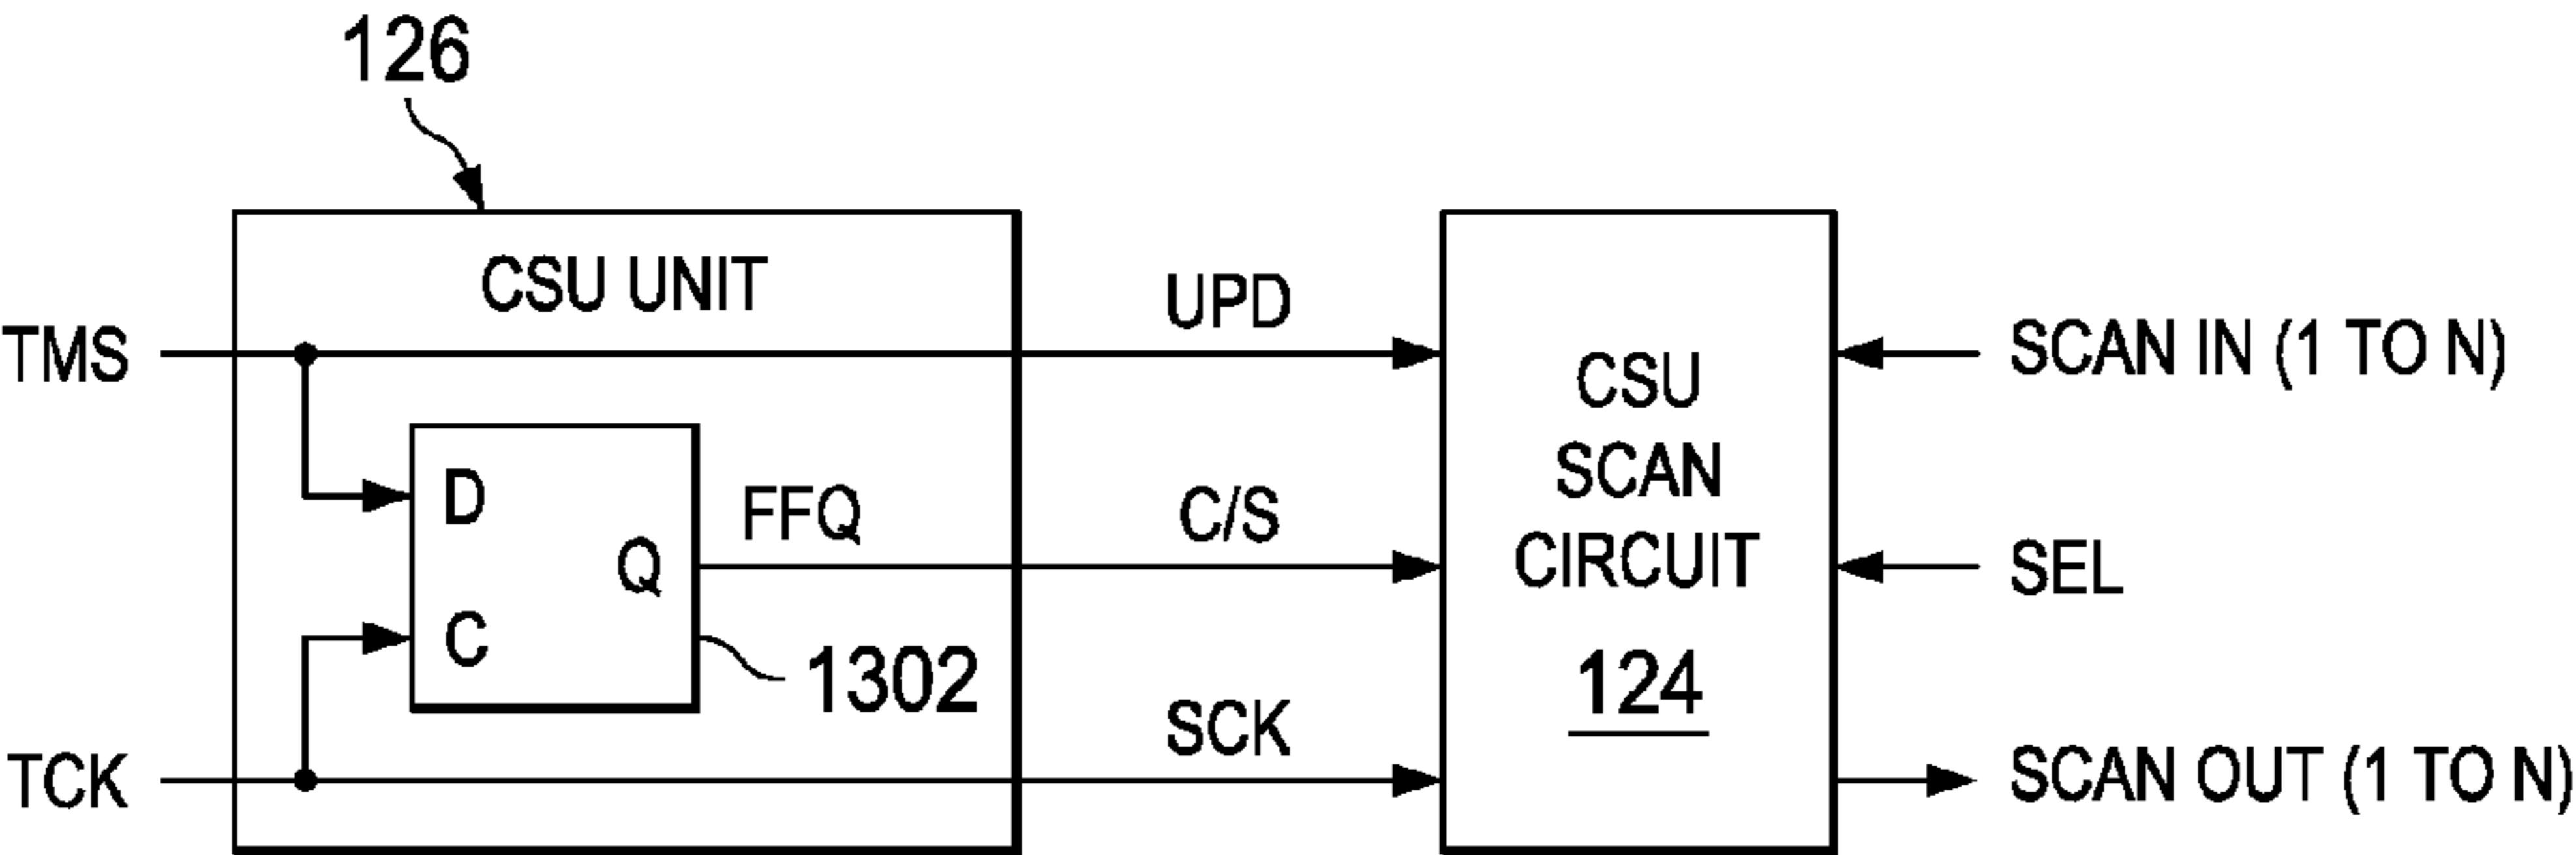 126
CSU UNIT
TMS
D
C
Q
FFQ
1302
TCK
UPD
C/S
SCK
CSU
SCAN
CIRCUIT
124
SCAN IN (1 TO N)
SEL
SCAN OUT (1 TO N)